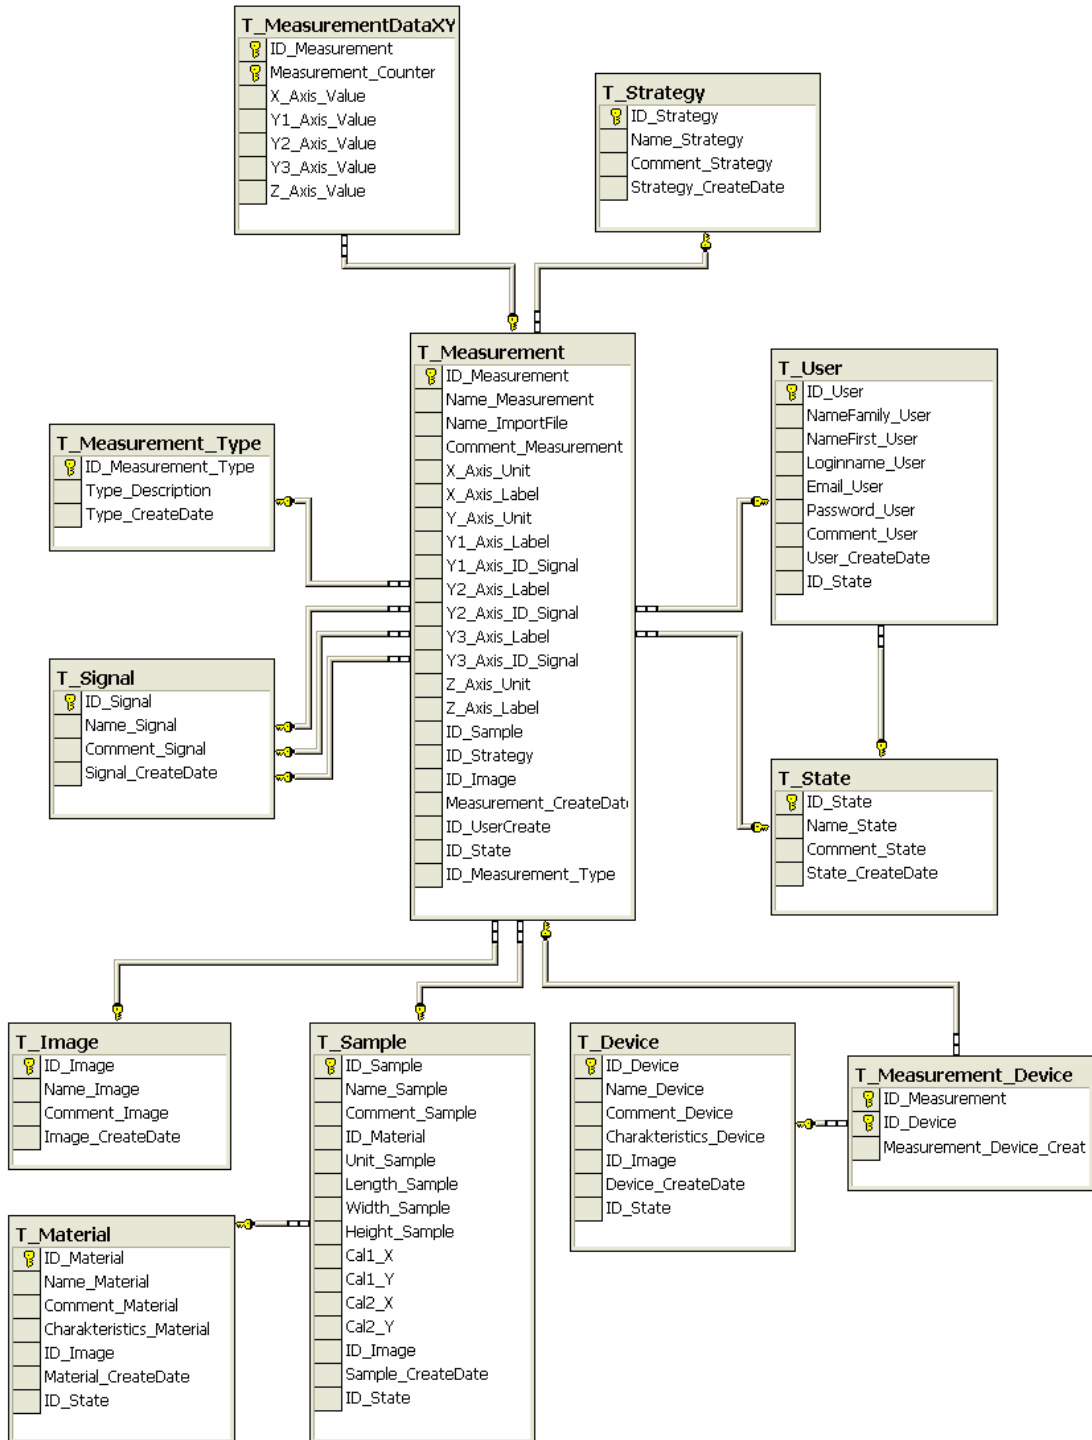 T_MeasurementDataXY
ID_Measurement
Measurement_Counter
X_Axis_Value
Y1_Axis_Value
Y2_Axis_Value
Y3_Axis_Value
Z_Axis_Value
T_Strategy
ID_Strategy
Name_Strategy
Comment_Strategy
Strategy_CreateDate
T_Measurement
ID_Measurement
Name_Measurement
Name_ImportFile
Comment_Measurement
X_Axis_Unit
X_Axis_Label
Y_Axis_Unit
Y1_Axis_Label
Y1_Axis_ID_Signal
Y2_Axis_Label
Y2_Axis_ID_Signal
Y3_Axis_Label
Y3_Axis_ID_Signal
Z_Axis_Unit
Z_Axis_Label
ID_Sample
ID_Strategy
ID_Image
Measurement_CreateDat
ID_UserCreate
ID_State
ID_Measurement_Type
T_User
ID_User
NameFamily_User
NameFirst_User
Loginname_User
Email_User
Password_User
Comment_User
User_CreateDate
ID_State
T_Measurement_Type
ID_Measurement_Type
Type_Description
Type_CreateDate
T_Signal
ID_Signal
Name_Signal
Comment_Signal
Signal_CreateDate
T_State
ID_State
Name_State
Comment_State
State_CreateDate
T_Image
ID_Image
Name_Image
Comment_Image
Image_CreateDate
T_Sample
ID_Sample
Name_Sample
Comment_Sample
ID_Material
Unit_Sample
Length_Sample
Width_Sample
Height_Sample
Cal1_X
Cal1_Y
Cal2_X
Cal2_Y
ID_Image
Sample_CreateDate
ID_State
T_Device
ID_Device
Name_Device
Comment_Device
Charakteristics_Device
ID_Image
Device_CreateDate
ID_State
T_Measurement_Device
ID_Measurement
ID_Device
Measurement_Device_Creat
T_Material
ID_Material
Name_Material
Comment_Material
Charakteristics_Material
ID_Image
Material_CreateDate
ID_State